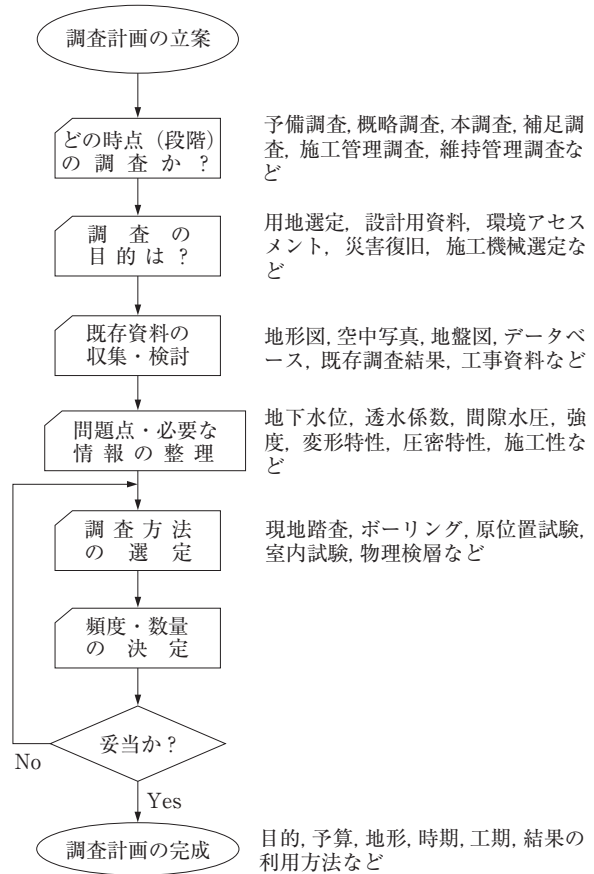 調査計画の立案
どの時点（段階）
の調査か？
予備調査, 概略調査, 本調査, 補足調
査, 施工管理調査, 維持管理調査な
ど
調査の
目的は？
用地選定, 設計用資料, 環境アセス
メント, 災害復旧, 施工機械選定な
ど
既存資料の
収集・検討
地形図, 空中写真, 地盤図, データベ
ース, 既存調査結果, 工事資料など
問題点・必要な
情報の整理
地下水位, 透水係数, 間隙水圧, 強
度, 変形特性, 圧密特性, 施工性な
ど
調査方法
の選定
現地踏査, ボーリング, 原位置試験,
室内試験, 物理検層など
頻度・数量
の決定
妥当か？
No
Yes
調査計画の完成
目的, 予算, 地形, 時期, 工期, 結果の
利用方法など